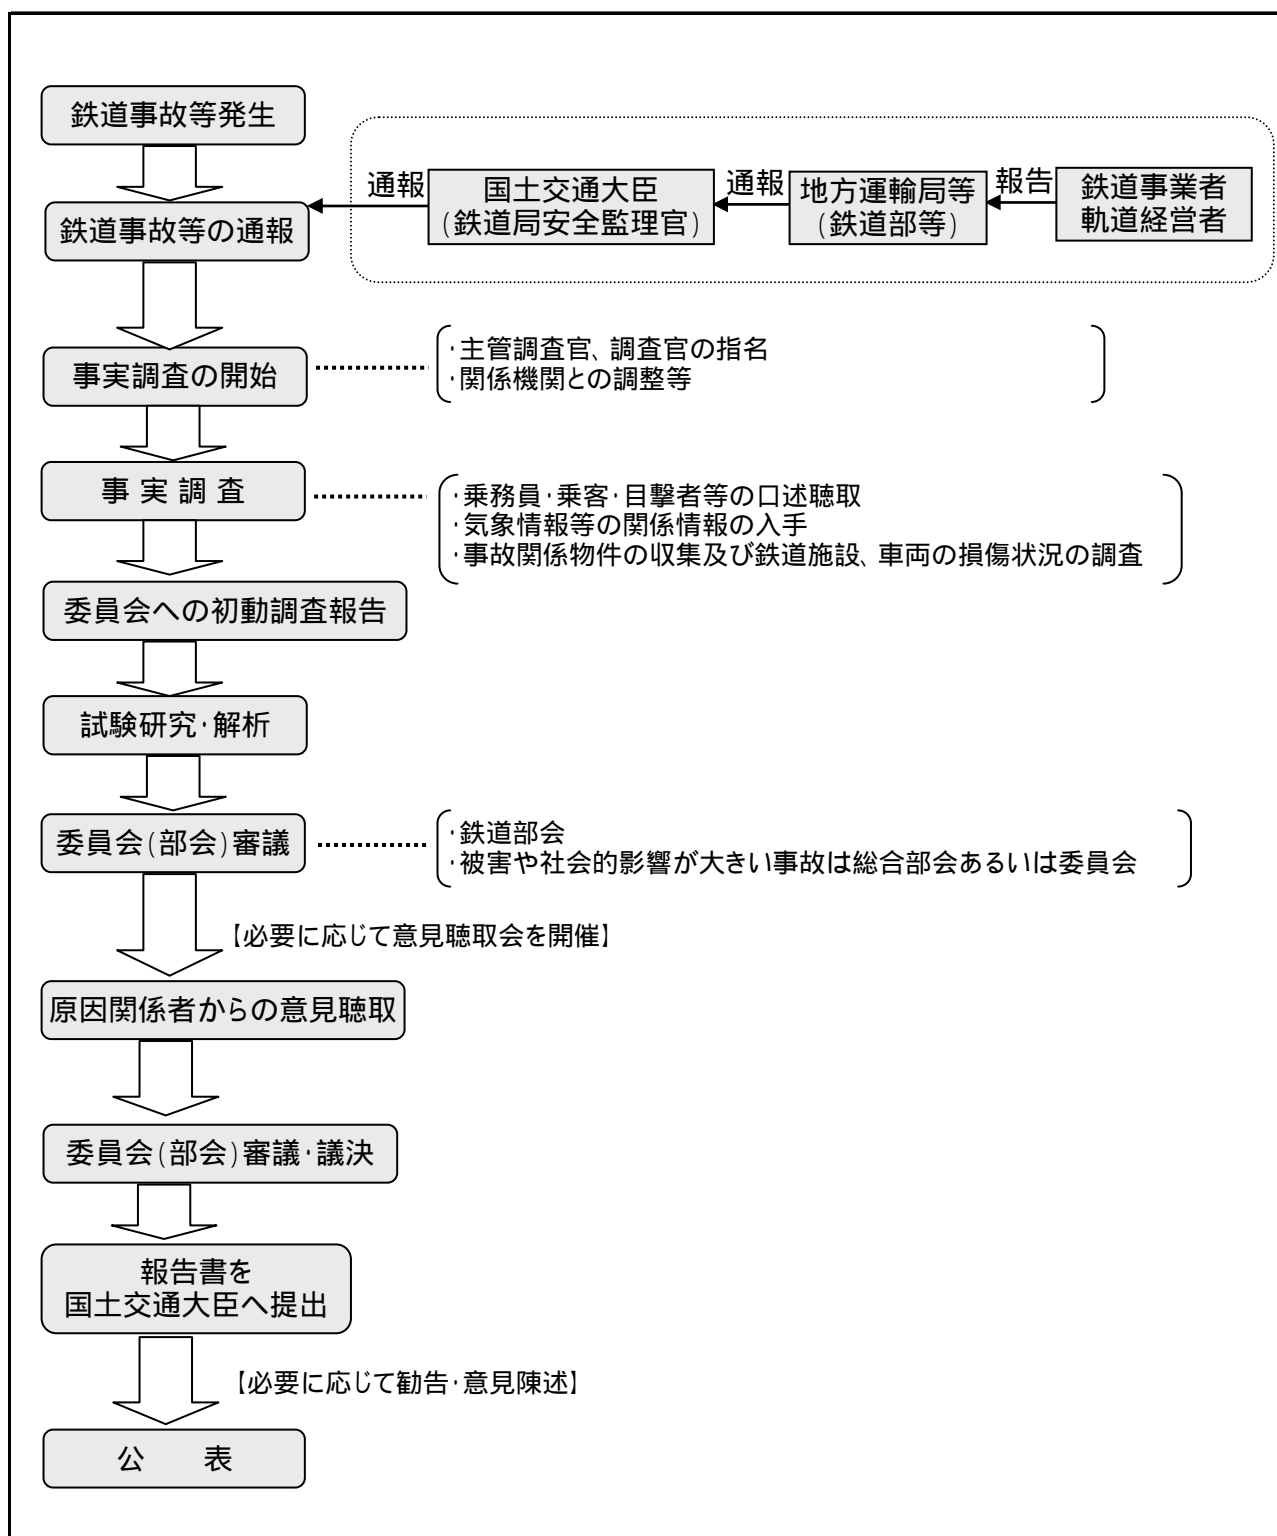 鉄道事故等発生
通報
国土交通大臣
(鉄道局安全監理官)
通報
地方運輸局等
(鉄道部等)
報告
鉄道事業者
軌道経営者
鉄道事故等の通報
事実調査の開始
・主管調査官、調査官の指名
・関係機関との調整等
事 実 調 査
・乗務員・乗客・目撃者等の口述聴取
・気象情報等の関係情報の入手
・事故関係物件の収集及び鉄道施設、車両の損傷状況の調査
委員会への初動調査報告
試験研究・解析
委員会(部会)審議
・鉄道部会
・被害や社会的影響が大きい事故は総合部会あるいは委員会
【必要に応じて意見聴取会を開催】
原因関係者からの意見聴取
委員会(部会)審議・議決
報告書を
国土交通大臣へ提出
【必要に応じて勧告・意見陳述】
公　　表